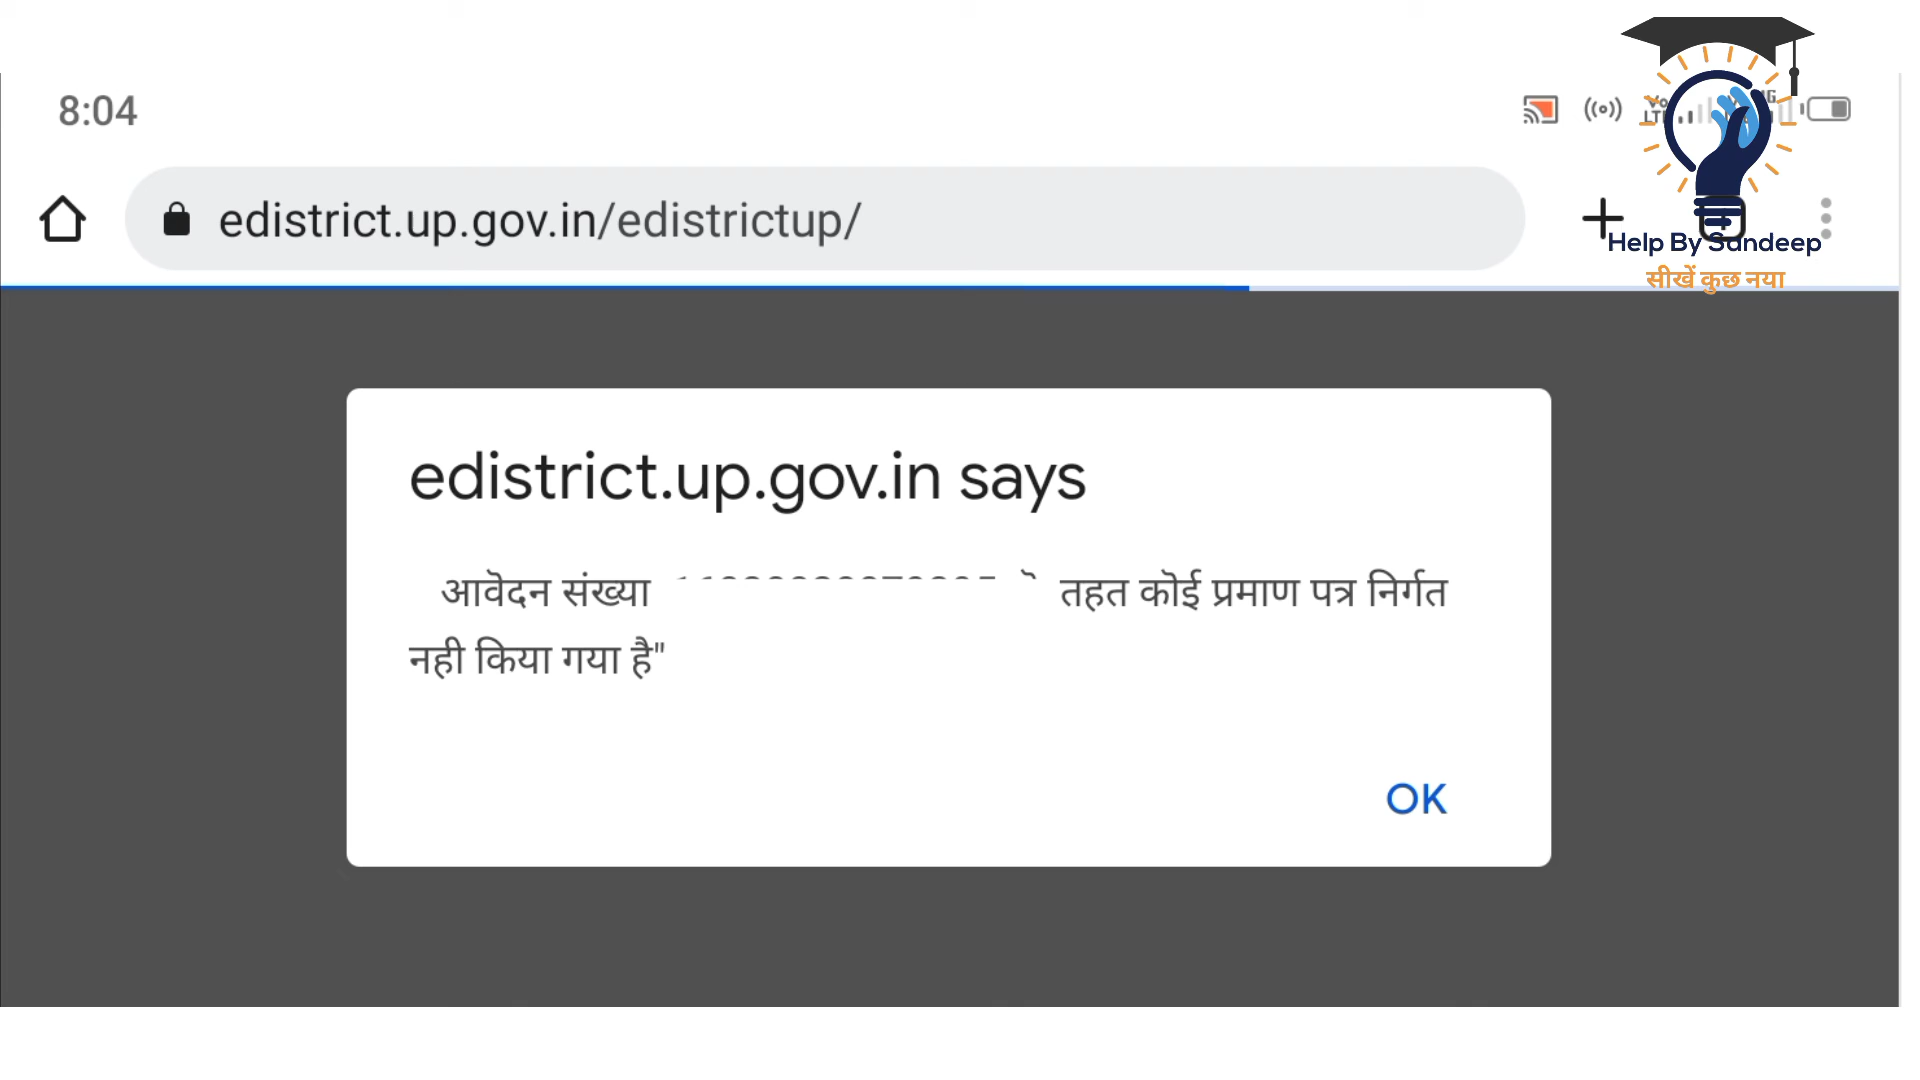 8:04
edistrict.up.gov.in/edistrictup/
Help By Sandeep
सीखें कुछ नया
edistrict.up.gov.in says
आवेदन संख्या तहत कोई प्रमाण पत्र निर्गत
नही किया गया है"
OK